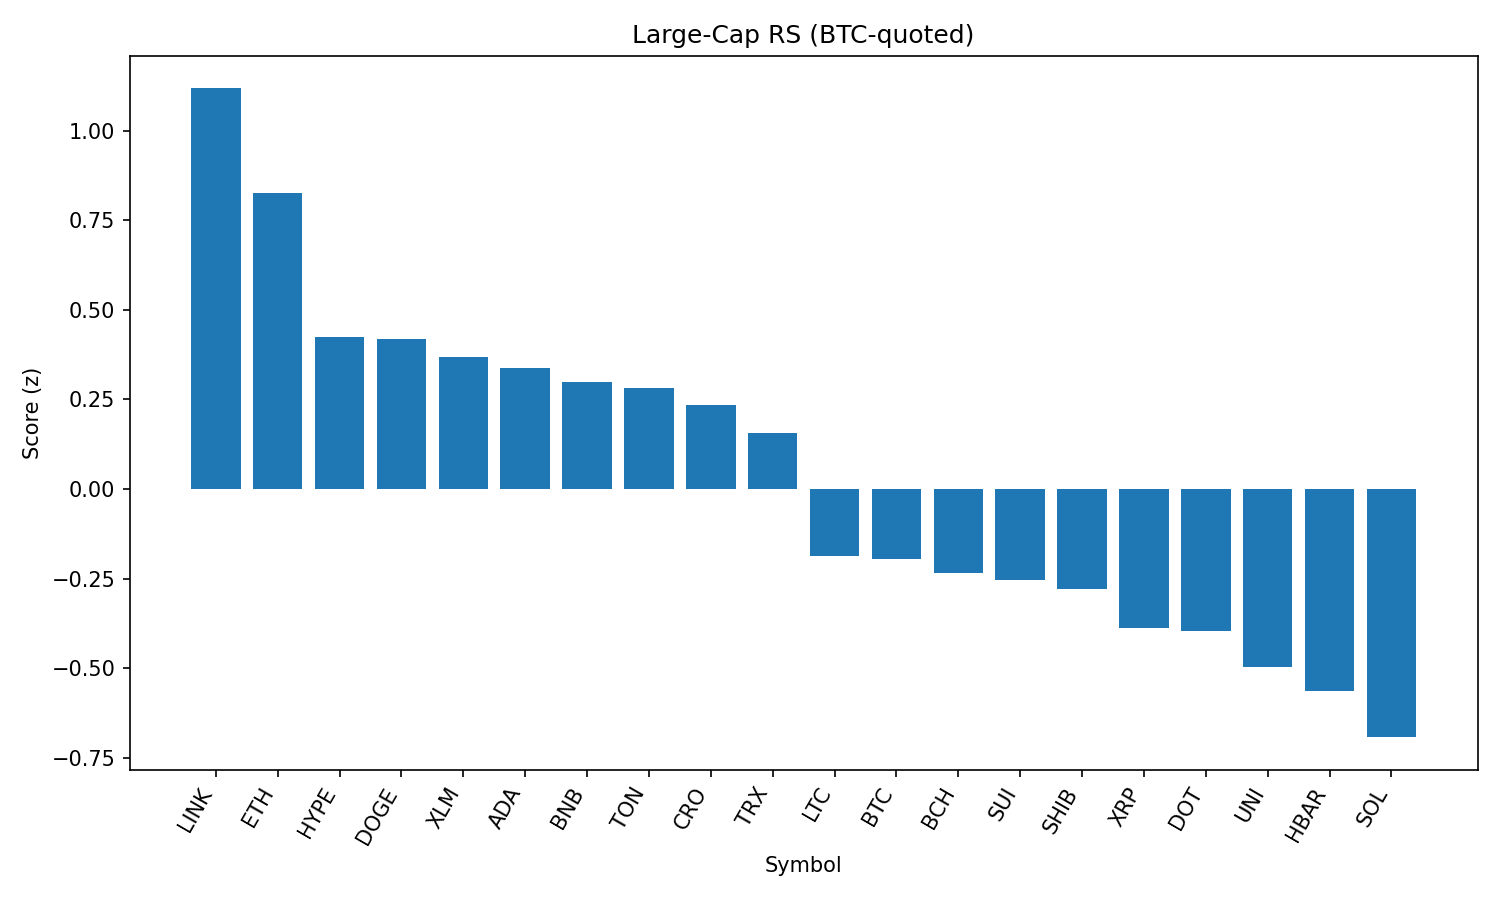 Large-Cap RS (BTC-quoted)
Score (z)
1.00
0.75
0.50
0.25
0.00
−0.25
−0.50
−0.75
LINK
ETH
HYPE
DOGE
XLM
ADA
BNB
TON
CRO
TRX
LTC
BTC
BCH
SUI
SHIB
XRP
DOT
UNI
HBAR
SOL
Symbol